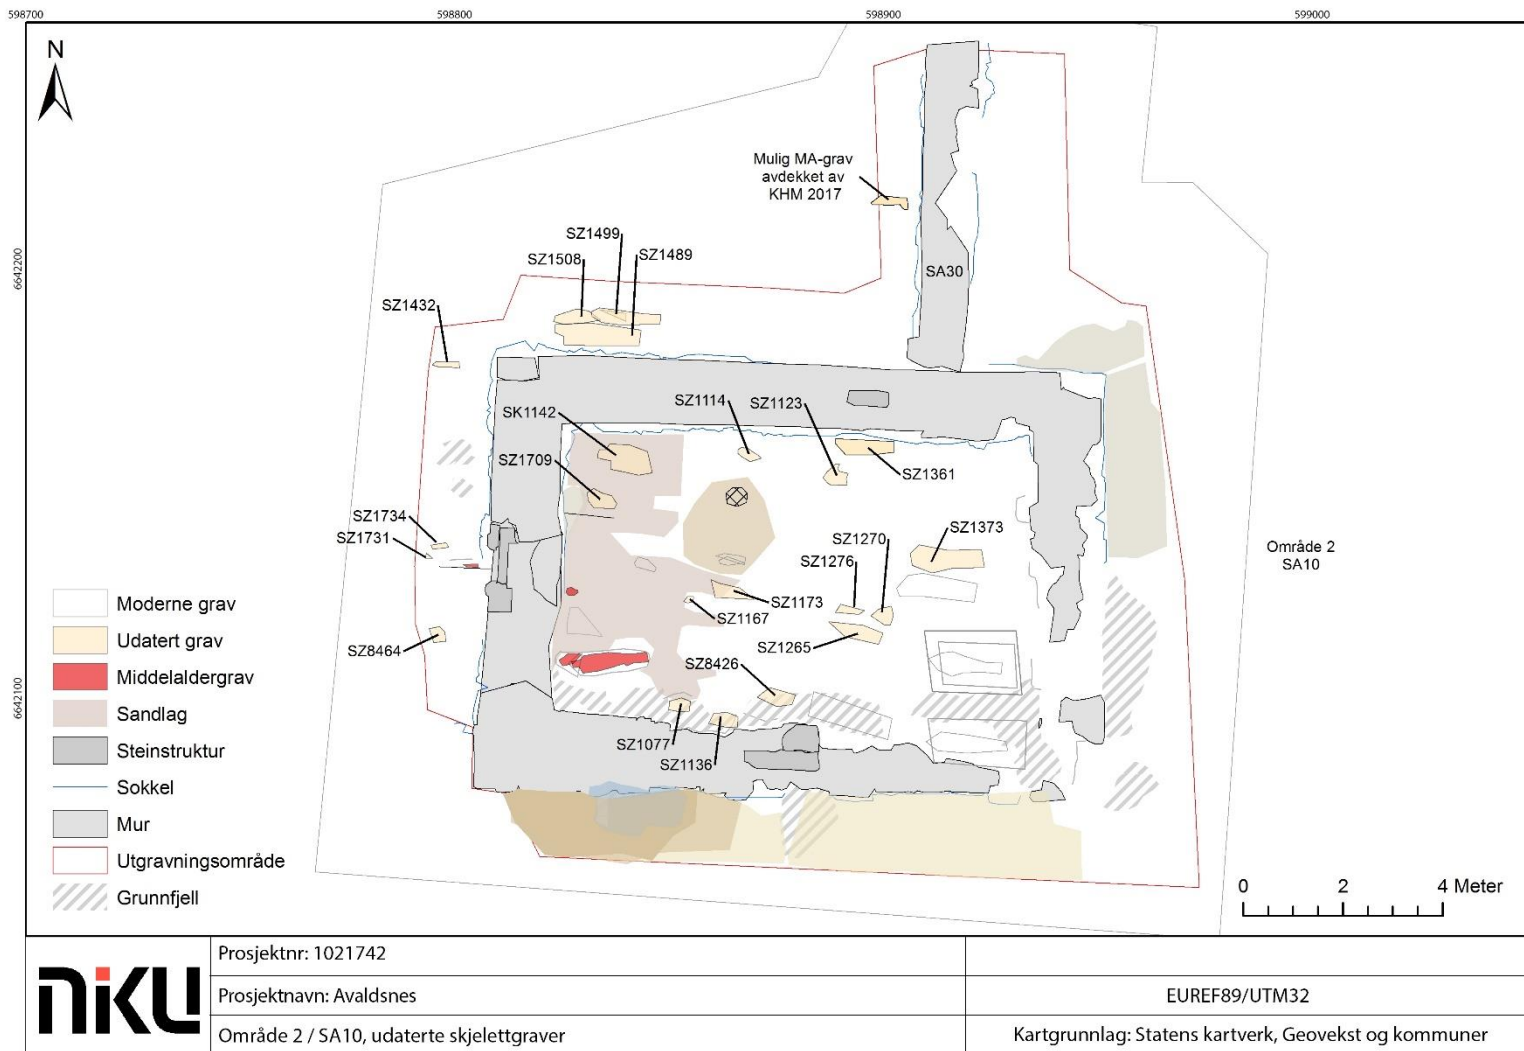 598700
598800
598900
599000
N
Mulig MA-grav
avdekket av
KHM 2017
SZ1499
SZ1508
SZ1489
6642200
SA30
SZ1432
SZ1114
SZ1123
SK1142
SZ1709
SZ1361
SZ1734
SZ1731
SZ1270
SZ1373
SZ1276
Område 2
SA10
SZ1173
SZ1167
SZ1265
SZ8464
SZ8426
6642100
SZ1077
SZ1136
Moderne grav
Udatert grav
Middelaldergrav
Sandlag
Steinstruktur
Sokkel
Mur
Utgravningsområde
Grunnfjell
0 2 4 Meter
NIKU
Prosjektnr: 1021742
Prosjektnavn: Avaldsnes
EUREF89/UTM32
Område 2 / SA10, udaterte skjelettgraver
Kartgrunnlag: Statens kartverk, Geovekst og kommuner